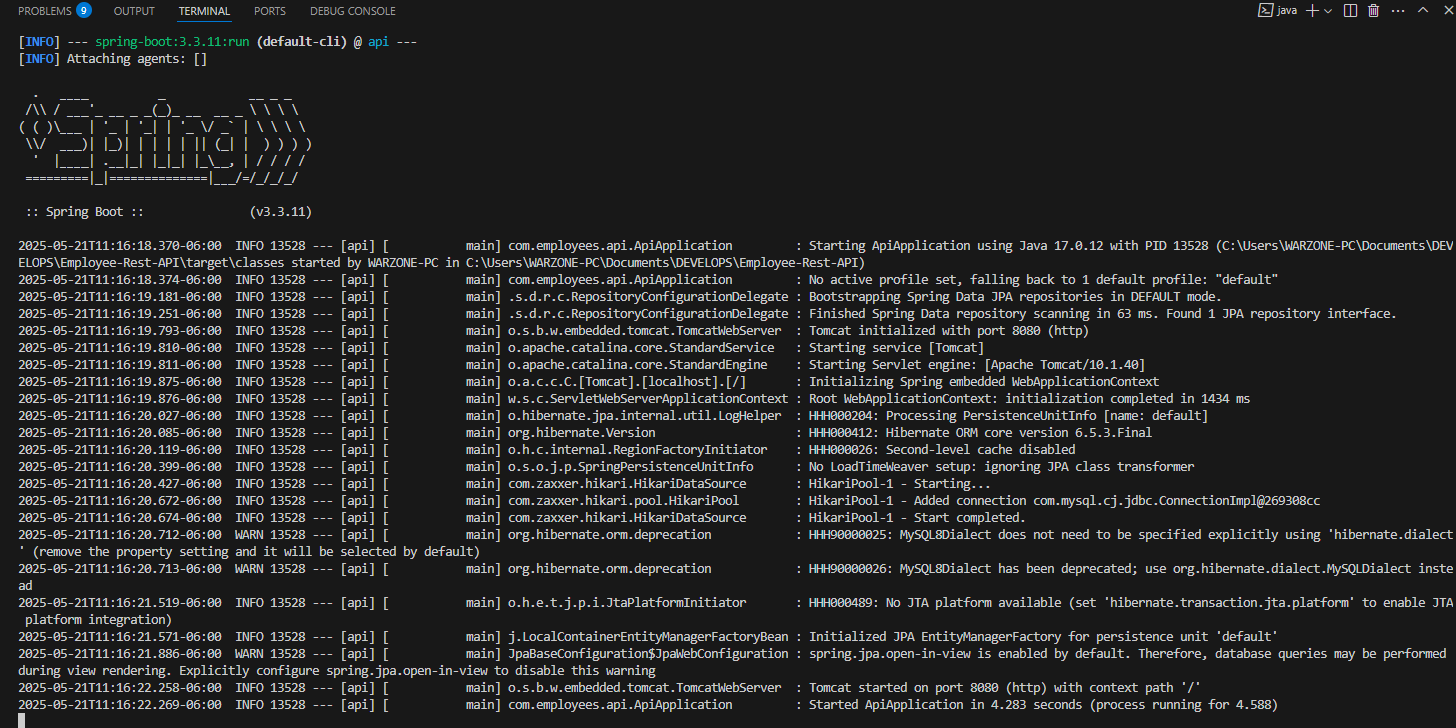 PROBLEMS 9 OUTPUT TERMINAL PORTS DEBUG CONSOLE java
[INFO] --- spring-boot:3.3.11:run (default-cli) @ api ---
[INFO] Attaching agents: []
  .   ____          _            __ _ _
 /\\ / ___'_ __ _ _(_)_ __  __ _ \ \ \ \
( ( )\___ | '_ | '_| | '_ \/ _` | \ \ \ \
 \\/  ___)| |_)| | | | | || (_| |  ) ) ) )
  '  |____| .__|_| |_|_| |_\__, | / / / /
 =========|_|==============|___/=/_/_/_/
 :: Spring Boot ::                (v3.3.11)
2025-05-21T11:16:18.370-06:00  INFO 13528 --- [api] [           main] com.employees.api.ApiApplication         : Starting ApiApplication using Java 17.0.12 with PID 13528 (C:\Users\WARZONE-PC\Documents\DEV
ELOPS\Employee-Rest-API\target\classes started by WARZONE-PC in C:\Users\WARZONE-PC\Documents\DEVELOPS\Employee-Rest-API)
2025-05-21T11:16:18.374-06:00  INFO 13528 --- [api] [           main] com.employees.api.ApiApplication         : No active profile set, falling back to 1 default profile: "default"
2025-05-21T11:16:19.181-06:00  INFO 13528 --- [api] [           main] .s.d.r.c.RepositoryConfigurationDelegate : Bootstrapping Spring Data JPA repositories in DEFAULT mode.
2025-05-21T11:16:19.251-06:00  INFO 13528 --- [api] [           main] .s.d.r.c.RepositoryConfigurationDelegate : Finished Spring Data repository scanning in 63 ms. Found 1 JPA repository interface.
2025-05-21T11:16:19.793-06:00  INFO 13528 --- [api] [           main] o.s.b.w.embedded.tomcat.TomcatWebServer  : Tomcat initialized with port 8080 (http)
2025-05-21T11:16:19.810-06:00  INFO 13528 --- [api] [           main] o.apache.catalina.core.StandardService   : Starting service [Tomcat]
2025-05-21T11:16:19.811-06:00  INFO 13528 --- [api] [           main] o.apache.catalina.core.StandardEngine    : Starting Servlet engine: [Apache Tomcat/10.1.40]
2025-05-21T11:16:19.875-06:00  INFO 13528 --- [api] [           main] o.a.c.c.C.[Tomcat].[localhost].[/]       : Initializing Spring embedded WebApplicationContext
2025-05-21T11:16:19.876-06:00  INFO 13528 --- [api] [           main] w.s.c.ServletWebServerApplicationContext : Root WebApplicationContext: initialization completed in 1434 ms
2025-05-21T11:16:20.027-06:00  INFO 13528 --- [api] [           main] o.hibernate.jpa.internal.util.LogHelper  : HHH000204: Processing PersistenceUnitInfo [name: default]
2025-05-21T11:16:20.085-06:00  INFO 13528 --- [api] [           main] org.hibernate.Version                    : HHH000412: Hibernate ORM core version 6.5.3.Final
2025-05-21T11:16:20.119-06:00  INFO 13528 --- [api] [           main] o.h.c.internal.RegionFactoryInitiator    : HHH000026: Second-level cache disabled
2025-05-21T11:16:20.399-06:00  INFO 13528 --- [api] [           main] o.s.o.j.p.SpringPersistenceUnitInfo      : No LoadTimeWeaver setup: ignoring JPA class transformer
2025-05-21T11:16:20.427-06:00  INFO 13528 --- [api] [           main] com.zaxxer.hikari.HikariDataSource       : HikariPool-1 - Starting...
2025-05-21T11:16:20.672-06:00  INFO 13528 --- [api] [           main] com.zaxxer.hikari.pool.HikariPool        : HikariPool-1 - Added connection com.mysql.cj.jdbc.ConnectionImpl@269308cc
2025-05-21T11:16:20.674-06:00  INFO 13528 --- [api] [           main] com.zaxxer.hikari.HikariDataSource       : HikariPool-1 - Start completed.
2025-05-21T11:16:20.712-06:00  WARN 13528 --- [api] [           main] org.hibernate.orm.deprecation            : HHH90000025: MySQL8Dialect does not need to be specified explicitly using 'hibernate.dialect
' (remove the property setting and it will be selected by default)
2025-05-21T11:16:20.713-06:00  WARN 13528 --- [api] [           main] org.hibernate.orm.deprecation            : HHH90000026: MySQL8Dialect has been deprecated; use org.hibernate.dialect.MySQLDialect inste
ad
2025-05-21T11:16:21.519-06:00  INFO 13528 --- [api] [           main] o.h.e.t.j.p.i.JtaPlatformInitiator       : HHH000489: No JTA platform available (set 'hibernate.transaction.jta.platform' to enable JTA
 platform integration)
2025-05-21T11:16:21.571-06:00  INFO 13528 --- [api] [           main] j.LocalContainerEntityManagerFactoryBean : Initialized JPA EntityManagerFactory for persistence unit 'default'
2025-05-21T11:16:21.886-06:00  WARN 13528 --- [api] [           main] JpaBaseConfiguration$JpaWebConfiguration : spring.jpa.open-in-view is enabled by default. Therefore, database queries may be performed
during view rendering. Explicitly configure spring.jpa.open-in-view to disable this warning
2025-05-21T11:16:22.258-06:00  INFO 13528 --- [api] [           main] o.s.b.w.embedded.tomcat.TomcatWebServer  : Tomcat started on port 8080 (http) with context path '/'
2025-05-21T11:16:22.269-06:00  INFO 13528 --- [api] [           main] com.employees.api.ApiApplication         : Started ApiApplication in 4.283 seconds (process running for 4.588)